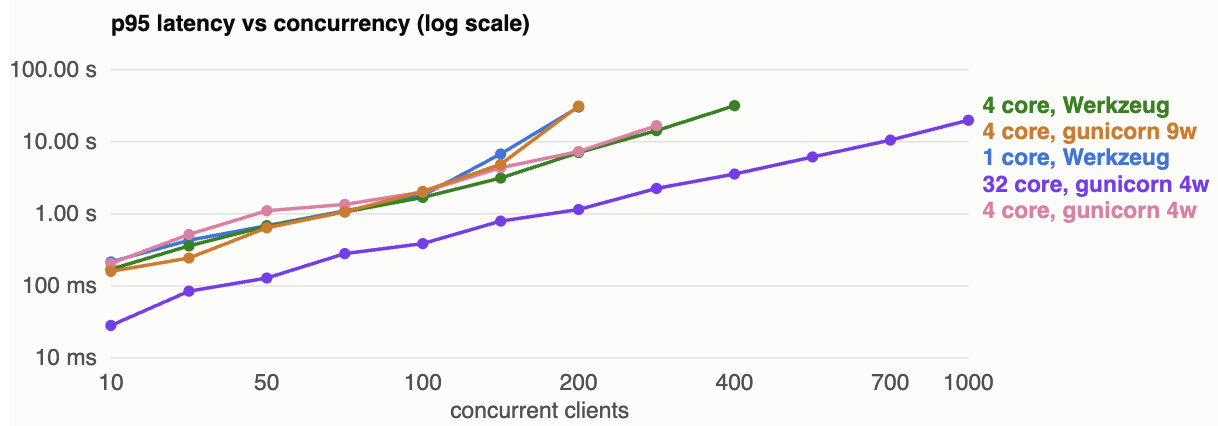 p95 latency vs concurrency (log scale)
100.00 s
10.00 s
1.00 s
100 ms
10 ms
10 50 100 200 400 700 1000
concurrent clients
4 core, Werkzeug
4 core, gunicorn 9w
1 core, Werkzeug
32 core, gunicorn 4w
4 core, gunicorn 4w